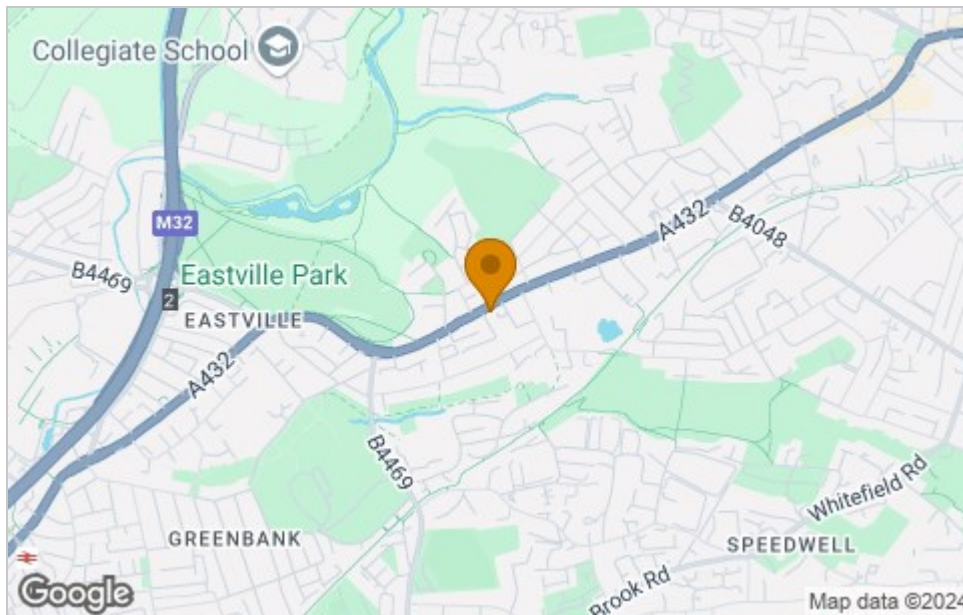 Collegiate School
M32
B4469
A432
B4048
Eastville Park
2
EASTVILLE
A432
B4469
Whitefield Rd
GREENBANK
SPEEDWELL
Brook Rd
Google
Map data ©2024